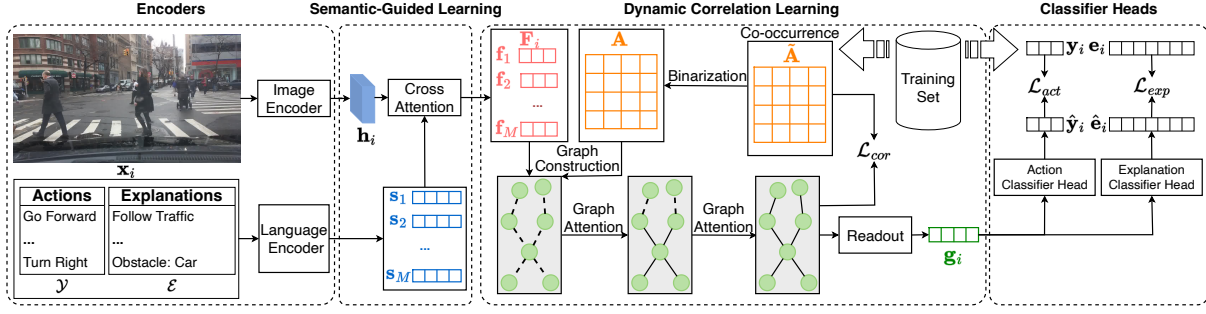 Encoders
Semantic-Guided Learning
Dynamic Correlation Learning
Classifier Heads
x_i
Actions
Go Forward
...
Turn Right
𝒴
Explanations
Follow Traffic
...
Obstacle: Car
ℰ
Image
Encoder
Language
Encoder
h_i
Cross
Attention
s_1
s_2
...
s_M
F_i
f_1
f_2
...
f_M
A
Binarization
Co-occurrence
Ã
Training
Set
ℒ_cor
Graph
Construction
Graph
Attention
Graph
Attention
Readout
g_i
y_i e_i
ℒ_act
ℒ_exp
ŷ_i ê_i
Action
Classifier Head
Explanation
Classifier Head